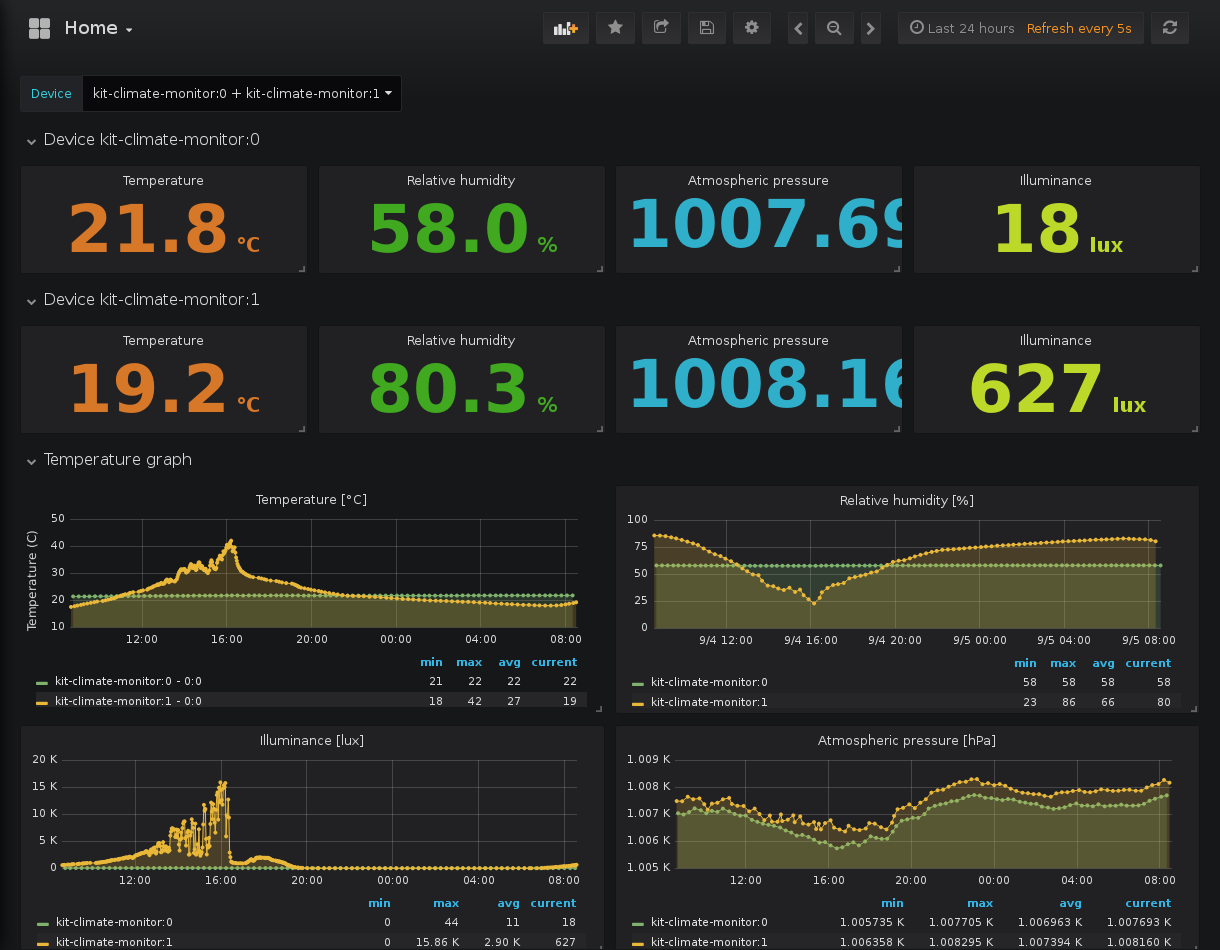 Home
Last 24 hours Refresh every 5s
Device kit-climate-monitor:0 + kit-climate-monitor:1
Device kit-climate-monitor:0
Temperature Relative humidity Atmospheric pressure Illuminance
21.8 °C 58.0 % 1007.69 18 lux
Device kit-climate-monitor:1
Temperature Relative humidity Atmospheric pressure Illuminance
19.2 °C 80.3 % 1008.16 627 lux
Temperature graph
Temperature [°C]
Temperature (C)
50
40
30
20
10
12:00 16:00 20:00 00:00 04:00 08:00
min max avg current
kit-climate-monitor:0 - 0:0 21 22 22 22
kit-climate-monitor:1 - 0:0 18 42 27 19
Relative humidity [%]
100
75
50
25
0
9/4 12:00 9/4 16:00 9/4 20:00 9/5 00:00 9/5 04:00 9/5 08:00
min max avg current
kit-climate-monitor:0 58 58 58 58
kit-climate-monitor:1 23 86 66 80
Illuminance [lux]
20 K
15 K
10 K
5 K
0
12:00 16:00 20:00 00:00 04:00 08:00
min max avg current
kit-climate-monitor:0 0 44 11 18
kit-climate-monitor:1 0 15.86 K 2.90 K 627
Atmospheric pressure [hPa]
1.009 K
1.008 K
1.007 K
1.006 K
1.005 K
12:00 16:00 20:00 00:00 04:00 08:00
min max avg current
kit-climate-monitor:0 1.005735 K 1.007705 K 1.006963 K 1.007693 K
kit-climate-monitor:1 1.006358 K 1.008295 K 1.007394 K 1.008160 K